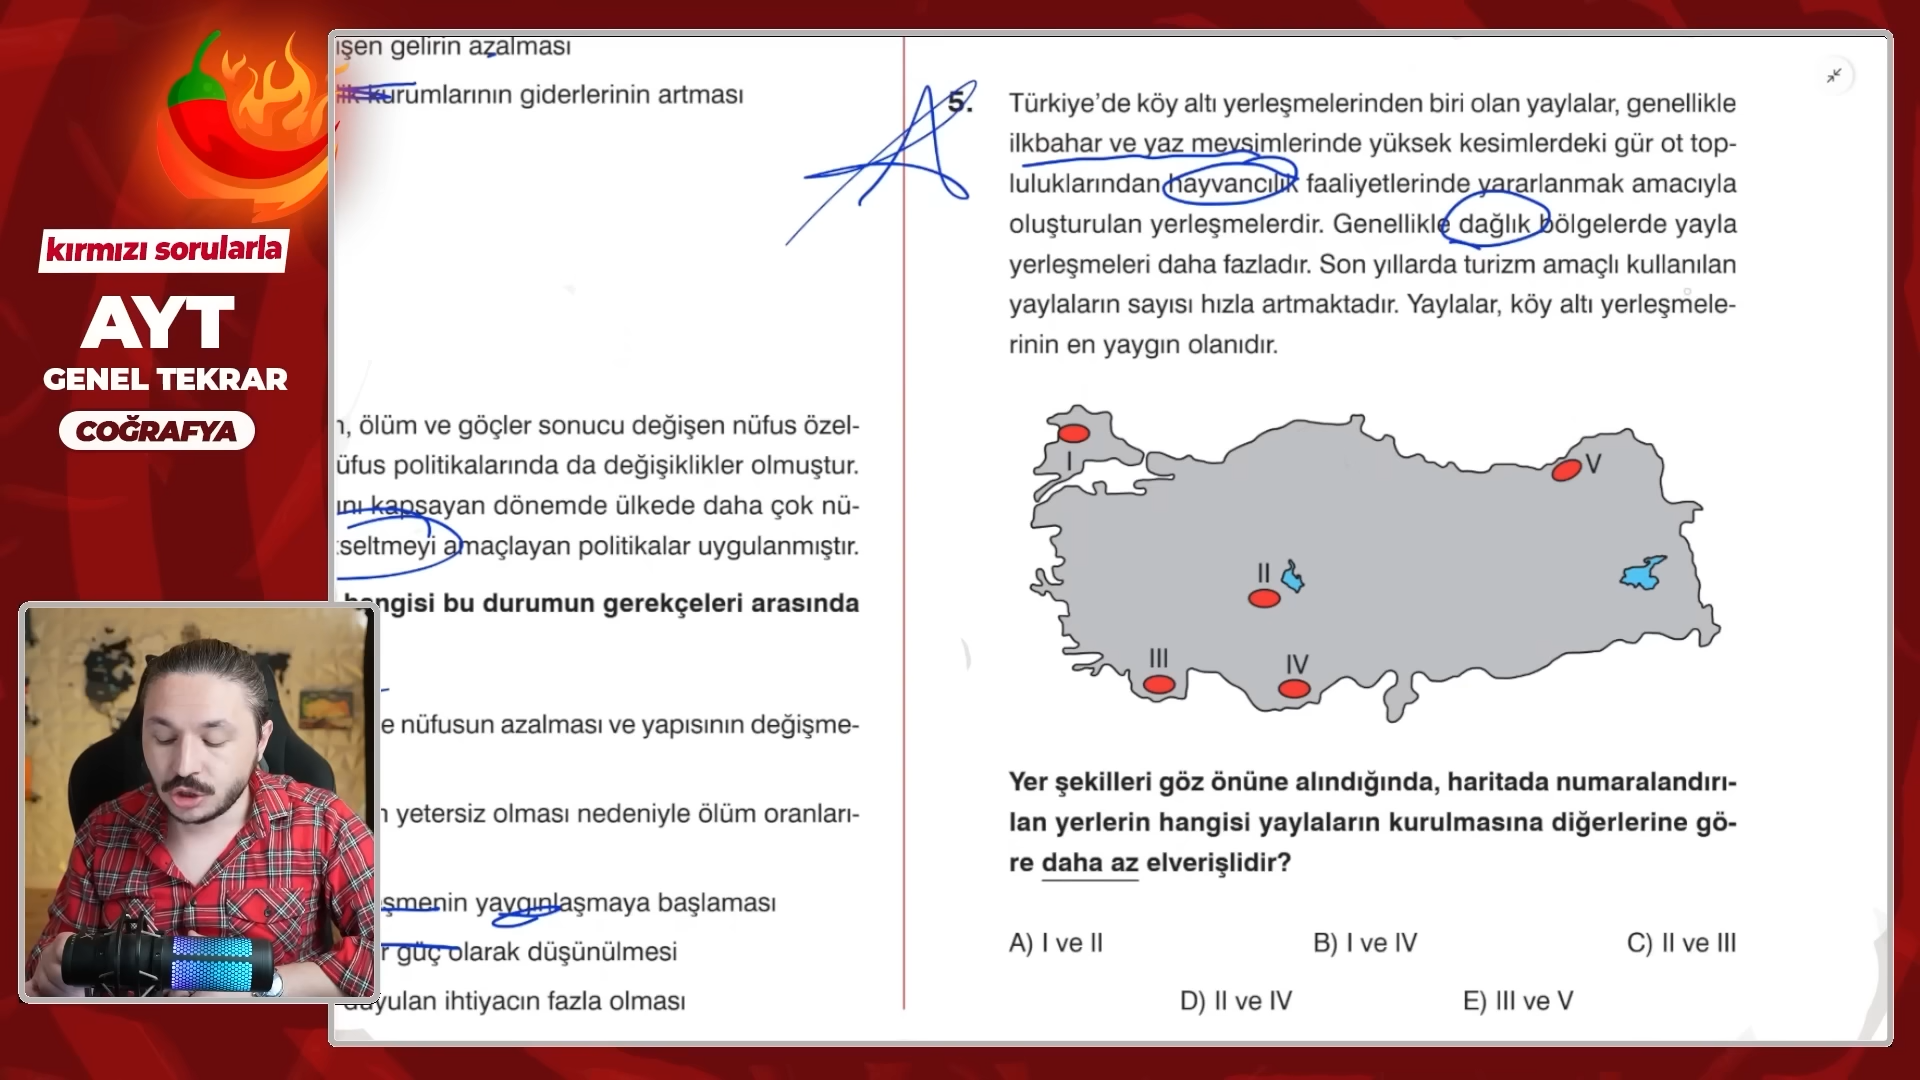 kırmızı sorularla
AYT
GENEL TEKRAR
COĞRAFYA
işen gelirin azalması
lik kurumlarının giderlerinin artması
ölüm ve göçler sonucu değişen nüfus özel-
üfus politikalarında da değişiklikler olmuştur.
ını kapsayan dönemde ülkede daha çok nü-
kseltmeyi amaçlayan politikalar uygulanmıştır.
hangisi bu durumun gerekçeleri arasında
e nüfusun azalması ve yapısının değişme-
n yetersiz olması nedeniyle ölüm oranları-
eşmenin yaygınlaşmaya başlaması
r güç olarak düşünülmesi
duyulan ihtiyacın fazla olması
A
5. Türkiye'de köy altı yerleşmelerinden biri olan yaylalar, genellikle
ilkbahar ve yaz mevsimlerinde yüksek kesimlerdeki gür ot top-
luluklarından hayvancılık faaliyetlerinde yararlanmak amacıyla
oluşturulan yerleşmelerdir. Genellikle dağlık bölgelerde yayla
yerleşmeleri daha fazladır. Son yıllarda turizm amaçlı kullanılan
yaylaların sayısı hızla artmaktadır. Yaylalar, köy altı yerleşmele-
rinin en yaygın olanıdır.
I
V
II
III
IV
Yer şekilleri göz önüne alındığında, haritada numaralandırı-
lan yerlerin hangisi yaylaların kurulmasına diğerlerine gö-
re daha az elverişlidir?
A) I ve II
B) I ve IV
C) II ve III
D) II ve IV
E) III ve V